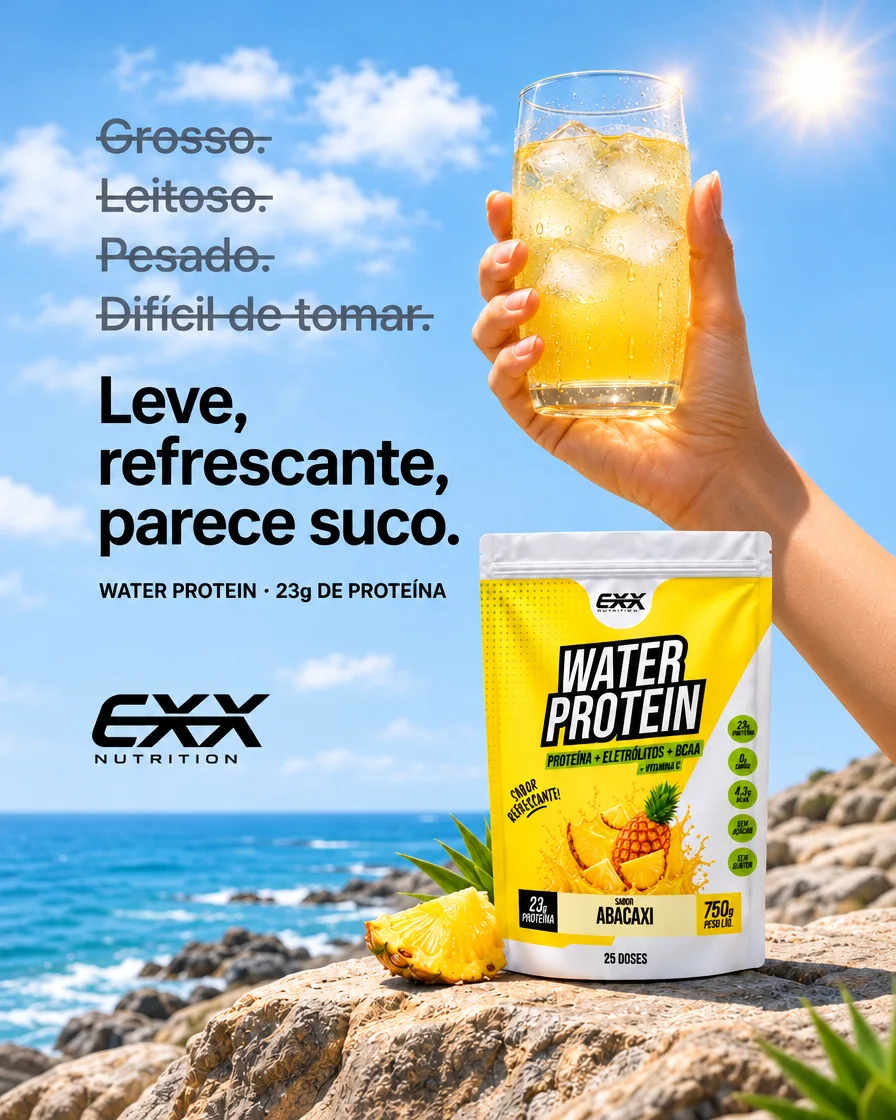 Grosso.
Leitoso.
Pesado.
Difícil de tomar.
Leve,
refrescante,
parece suco.
WATER PROTEIN · 23g DE PROTEÍNA
EXX
NUTRITION
EXX
NUTRITION
WATER
PROTEIN
PROTEÍNA + ELETRÓLITOS + BCAA
+ VITAMINA C
SABOR
REFRESCANTE!
23g
PROTEÍNA
0g
CARBO
4,3g
BCAA
SEM
AÇÚCAR
SEM
GLÚTEN
23g
PROTEÍNA
SABOR
ABACAXI
750g
PESO LÍQ.
25 DOSES